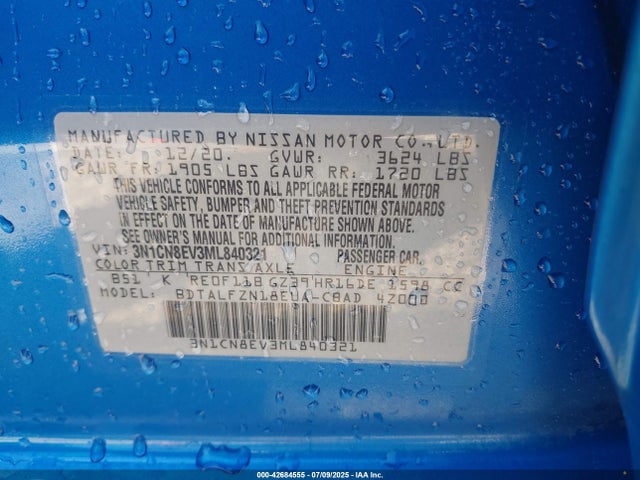 MANUFACTURED BY NISSAN MOTOR CO.,LTD.
DATE: 12/20. GVWR: 3624 LBS
GAWR FR: 1905 LBS GAWR RR: 1720 LBS
THIS VEHICLE CONFORMS TO ALL APPLICABLE FEDERAL MOTOR
VEHICLE SAFETY, BUMPER AND THEFT PREVENTION STANDARDS
IN EFFECT ON THE DATE OF MANUFACTURE SHOWN ABOVE.
SEE OWNER'S MANUAL FOR ADDITIONAL INFORMATION.
VIN: 3N1CN8EV3ML840321 PASSENGER CAR.
COLOR TRIM TRANS AXLE ENGINE
B51 K RE0F11B GZ39 HR16DE 1598 CC
MODEL: BDTALFZN18EUA-CBAD 4Z000
3N1CN8EV3ML840321
000-42684555 | 07/09/2025 | IAA Inc.